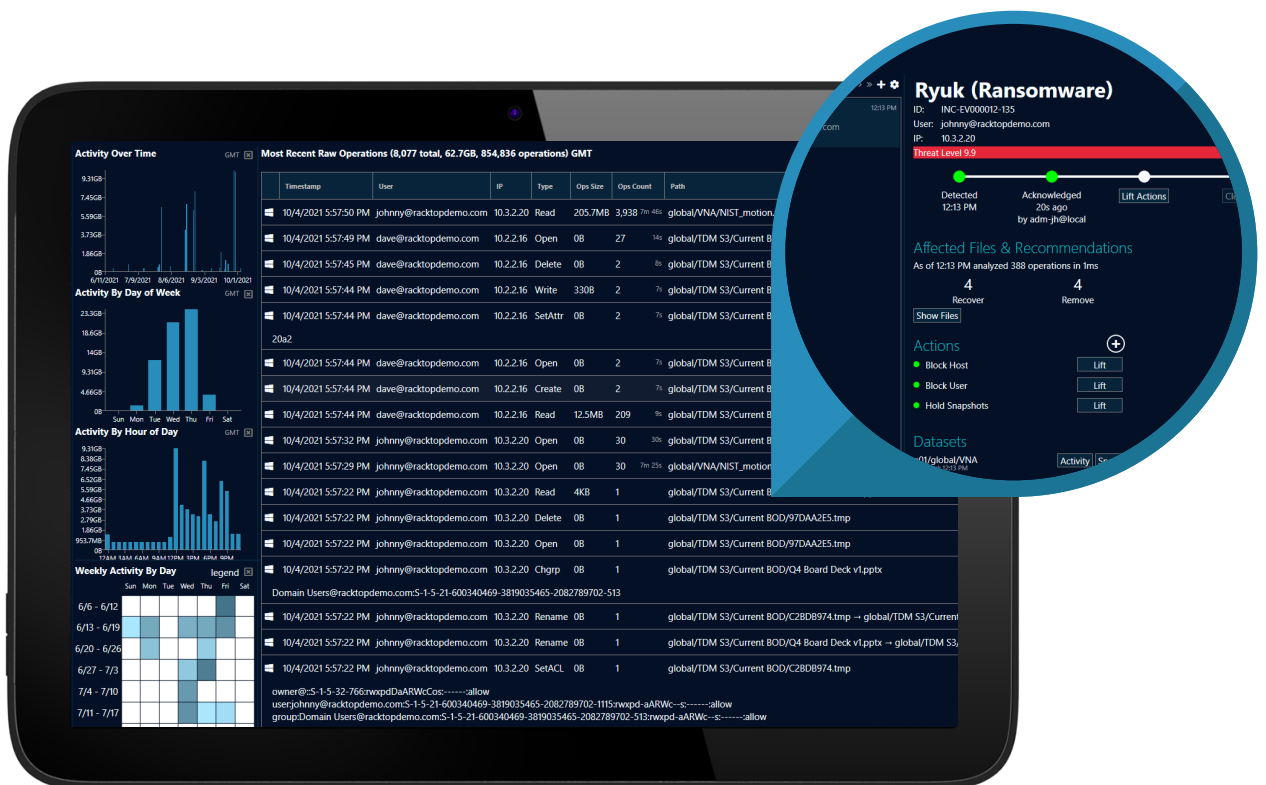 Activity Over Time GMT
9.31GB
7.45GB
5.59GB
3.73GB
1.86GB
0B
6/11/2021 7/9/2021 8/6/2021 9/3/2021 10/1/2021
Activity By Day of Week GMT
23.3GB
18.6GB
14GB
9.31GB
4.66GB
0B
Sun Mon Tue Wed Thu Fri Sat
Activity By Hour of Day GMT
9.31GB
8.38GB
7.45GB
6.52GB
5.59GB
4.66GB
3.73GB
2.79GB
1.86GB
953.7MB
0B
12AM 3AM 6AM 9AM 12PM 3PM 6PM 9PM
Weekly Activity By Day legend
Sun Mon Tue Wed Thu Fri Sat
6/6 - 6/12
6/13 - 6/19
6/20 - 6/26
6/27 - 7/3
7/4 - 7/10
7/11 - 7/17
Most Recent Raw Operations (8,077 total, 62.7GB, 854,836 operations) GMT
Timestamp User IP Type Ops Size Ops Count Path
10/4/2021 5:57:50 PM johnny@racktopdemo.com 10.3.2.20 Read 205.7MB 3,938 7m 46s global/VNA/NIST_motion.
10/4/2021 5:57:49 PM dave@racktopdemo.com 10.2.2.16 Open 0B 27 14s global/TDM S3/Current B
10/4/2021 5:57:45 PM dave@racktopdemo.com 10.2.2.16 Delete 0B 2 8s global/TDM S3/Current B
10/4/2021 5:57:44 PM dave@racktopdemo.com 10.2.2.16 Write 330B 2 7s global/TDM S3/Current B
10/4/2021 5:57:44 PM dave@racktopdemo.com 10.2.2.16 SetAttr 0B 2 7s global/TDM S3/Current B
20a2
10/4/2021 5:57:44 PM dave@racktopdemo.com 10.2.2.16 Open 0B 2 7s global/TDM S3/Current B
10/4/2021 5:57:44 PM dave@racktopdemo.com 10.2.2.16 Create 0B 2 7s global/TDM S3/Current B
10/4/2021 5:57:44 PM dave@racktopdemo.com 10.2.2.16 Read 12.5MB 209 9s global/TDM S3/Current B
10/4/2021 5:57:32 PM johnny@racktopdemo.com 10.3.2.20 Open 0B 30 30s global/TDM S3/Current B
10/4/2021 5:57:29 PM johnny@racktopdemo.com 10.3.2.20 Open 0B 30 7m 25s global/VNA/NIST_motion
10/4/2021 5:57:22 PM johnny@racktopdemo.com 10.3.2.20 Read 4KB 1 global/TDM S3/Current B
10/4/2021 5:57:22 PM johnny@racktopdemo.com 10.3.2.20 Delete 0B 1 global/TDM S3/Current BOD/97DAA2E5.tmp
10/4/2021 5:57:22 PM johnny@racktopdemo.com 10.3.2.20 Open 0B 1 global/TDM S3/Current BOD/97DAA2E5.tmp
10/4/2021 5:57:22 PM johnny@racktopdemo.com 10.3.2.20 Chgrp 0B 1 global/TDM S3/Current BOD/Q4 Board Deck v1.pptx
Domain Users@racktopdemo.com:S-1-5-21-600340469-3819035465-2082789702-513
10/4/2021 5:57:22 PM johnny@racktopdemo.com 10.3.2.20 Rename 0B 1 global/TDM S3/Current BOD/C2BDB974.tmp → global/TDM S3/Current
10/4/2021 5:57:22 PM johnny@racktopdemo.com 10.3.2.20 Rename 0B 1 global/TDM S3/Current BOD/Q4 Board Deck v1.pptx → global/TDM S3/
10/4/2021 5:57:22 PM johnny@racktopdemo.com 10.3.2.20 SetACL 0B 1 global/TDM S3/Current BOD/C2BDB974.tmp
owner@::S-1-5-32-766:rwxpdDaARWcCos:------:allow
user:johnny@racktopdemo.com:S-1-5-21-600340469-3819035465-2082789702-1115:rwxpd-aARWc--s:------:allow
group:Domain Users@racktopdemo.com:S-1-5-21-600340469-3819035465-2082789702-513:rwxpd-aARWc--s:------:allow
12:13 PM
com
Ryuk (Ransomware)
ID: INC-EV000012-135
User: johnny@racktopdemo.com
IP: 10.3.2.20
Threat Level 9.9
Detected Acknowledged Lift Actions
12:13 PM 20s ago
by adm-jh@local
Affected Files & Recommendations
As of 12:13 PM analyzed 388 operations in 1ms
4 4
Recover Remove
Show Files
Actions
Block Host Lift
Block User Lift
Hold Snapshots Lift
Datasets
01/global/VNA Activity
12:13 PM